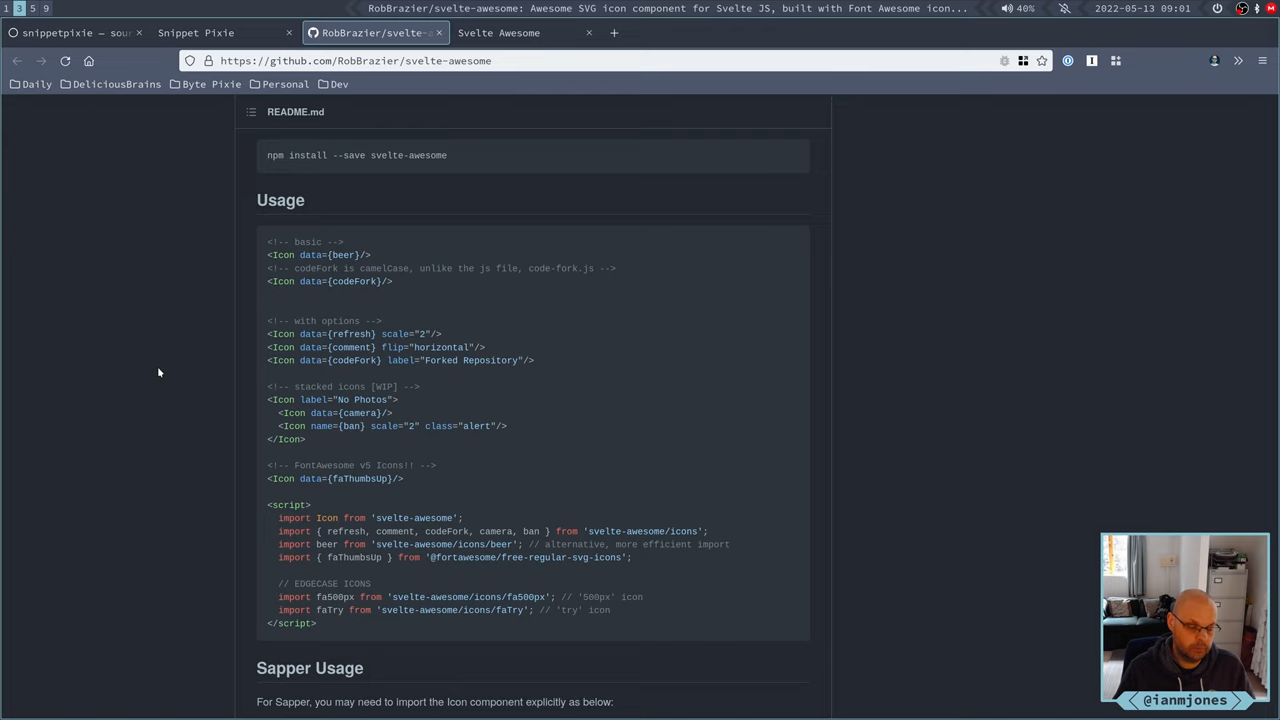 1 3 5 9
RobBrazier/svelte-awesome: Awesome SVG icon component for Svelte JS, built with Font Awesome icon...
40%
2022-05-13 09:01
M
snippetpixie — sour
Snippet Pixie
RobBrazier/svelte-a
Svelte Awesome
https://github.com/RobBrazier/svelte-awesome
Daily
DeliciousBrains
Byte Pixie
Personal
Dev
README.md
npm install --save svelte-awesome
Usage
<!-- basic -->
<Icon data={beer}/>
<!-- codeFork is camelCase, unlike the js file, code-fork.js -->
<Icon data={codeFork}/>
<!-- with options -->
<Icon data={refresh} scale="2"/>
<Icon data={comment} flip="horizontal"/>
<Icon data={codeFork} label="Forked Repository"/>
<!-- stacked icons [WIP] -->
<Icon label="No Photos">
<Icon data={camera}/>
<Icon name={ban} scale="2" class="alert"/>
</Icon>
<!-- FontAwesome v5 Icons!! -->
<Icon data={faThumbsUp}/>
<script>
import Icon from 'svelte-awesome';
import { refresh, comment, codeFork, camera, ban } from 'svelte-awesome/icons';
import beer from 'svelte-awesome/icons/beer'; // alternative, more efficient import
import { faThumbsUp } from '@fortawesome/free-regular-svg-icons';
// EDGECASE ICONS
import fa500px from 'svelte-awesome/icons/fa500px'; // '500px' icon
import faTry from 'svelte-awesome/icons/faTry'; // 'try' icon
</script>
Sapper Usage
For Sapper, you may need to import the Icon component explicitly as below:
@ianmjones